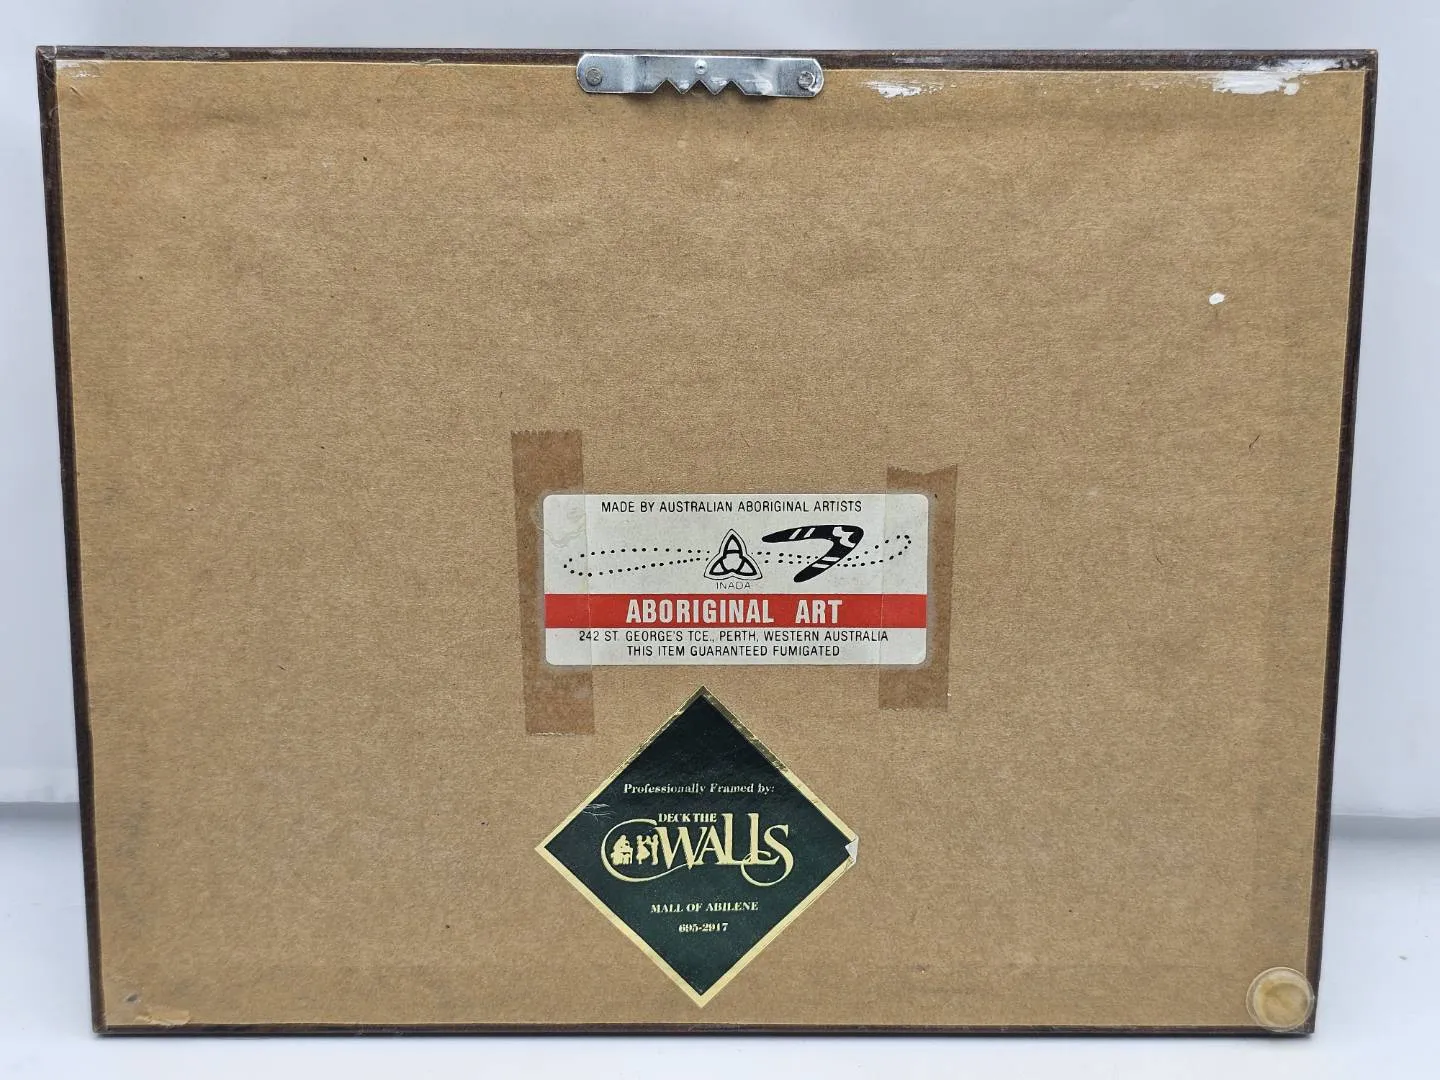 MADE BY AUSTRALIAN ABORIGINAL ARTISTS
INADA
ABORIGINAL ART
242 ST. GEORGE'S TCE., PERTH, WESTERN AUSTRALIA
THIS ITEM GUARANTEED FUMIGATED
Professionally Framed by:
DECK THE
WALLS
MALL OF ABILENE
695-2917